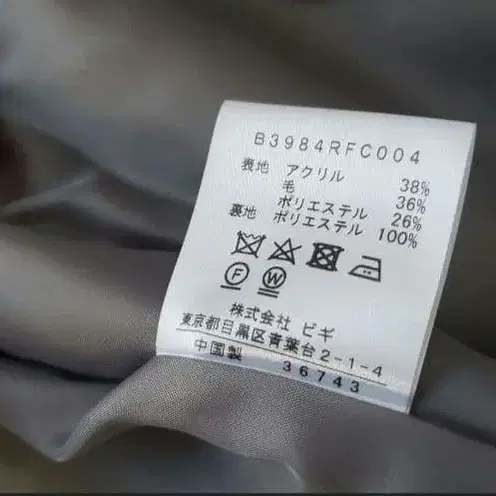 B3984RFC004
表地 アクリル 38%
毛 36%
ポリエステル 26%
裏地 ポリエステル 100%
F W
株式会社 ビギ
東京都目黒区青葉台2-1-4
中国製 36743